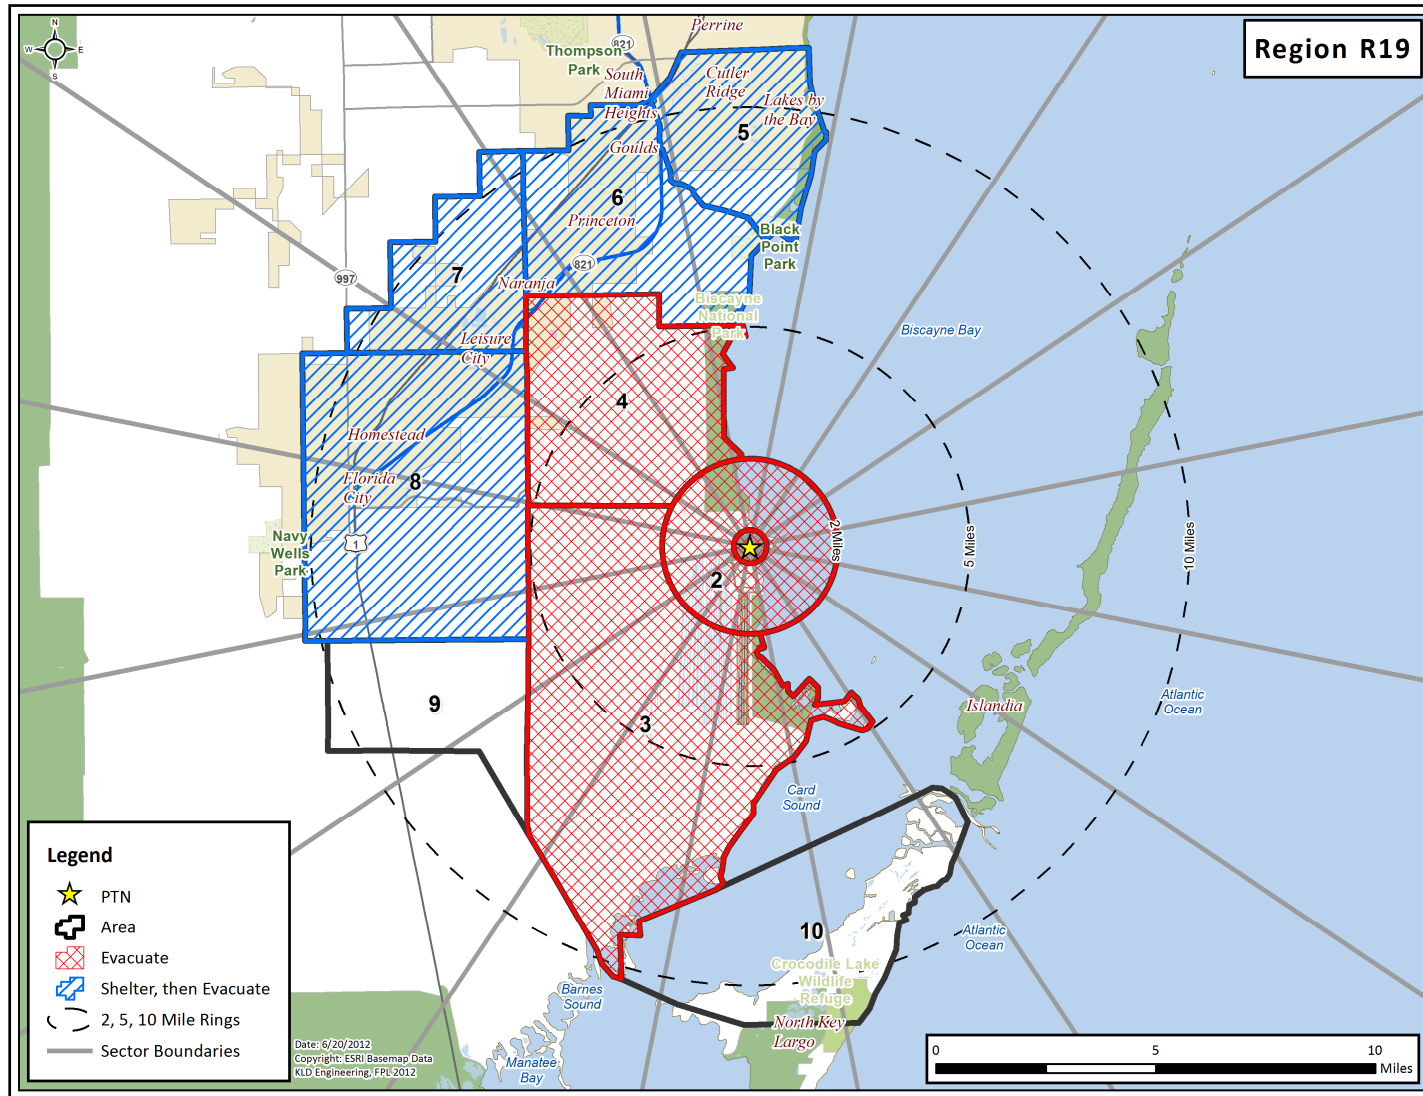 Region R19
N
W
E
S
Perrine
821
Thompson
Park
South
Miami
Heights
Cutler
Ridge
Lakes by
the Bay
5
Goulds
6
Princeton
Black
Point
Park
821
7
997
Naranja
Biscayne
National
Park
Biscayne Bay
Leisure
City
4
Homestead
Florida
City
8
Navy
Wells
Park
1
2 Miles
5 Miles
10 Miles
2
9
3
Islandia
Atlantic
Ocean
Card
Sound
10
Atlantic
Ocean
Crocodile Lake
Wildlife
Refuge
Barnes
Sound
North Key
Largo
Manatee
Bay
Legend
PTN
Area
Evacuate
Shelter, then Evacuate
2, 5, 10 Mile Rings
Sector Boundaries
Date: 6/20/2012
Copyright: ESRI Basemap Data
KLD Engineering, FPL 2012
0 5 10
Miles